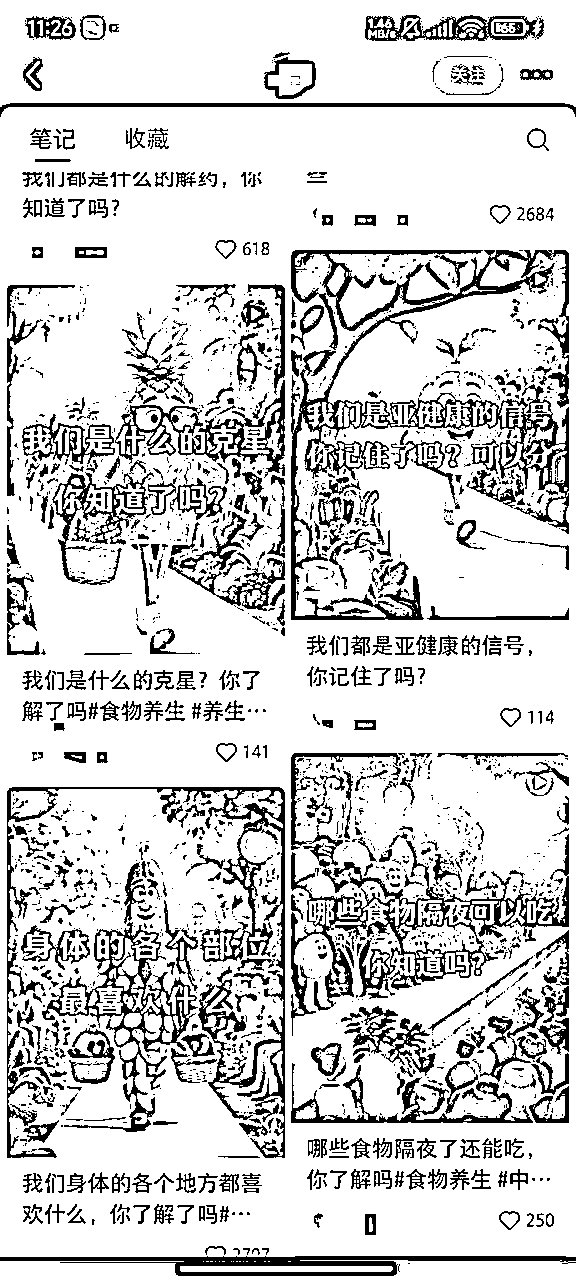 11:26
关注
笔记
收藏
我们都是什么的解药，你
知道了吗？
618
些
2684
我们是什么的克星
你知道了吗？
我们是什么的克星？你了
解了吗#食物养生 #养生…
141
我们是亚健康的信号
你记住了吗？可以分
我们都是亚健康的信号，
你记住了吗？
114
身体的各个部位
最喜欢什么
我们身体的各个地方都喜
欢什么，你了解了吗#…
哪些食物隔夜可以吃
你知道吗？
哪些食物隔夜了还能吃，
你了解吗#食物养生 #中…
250